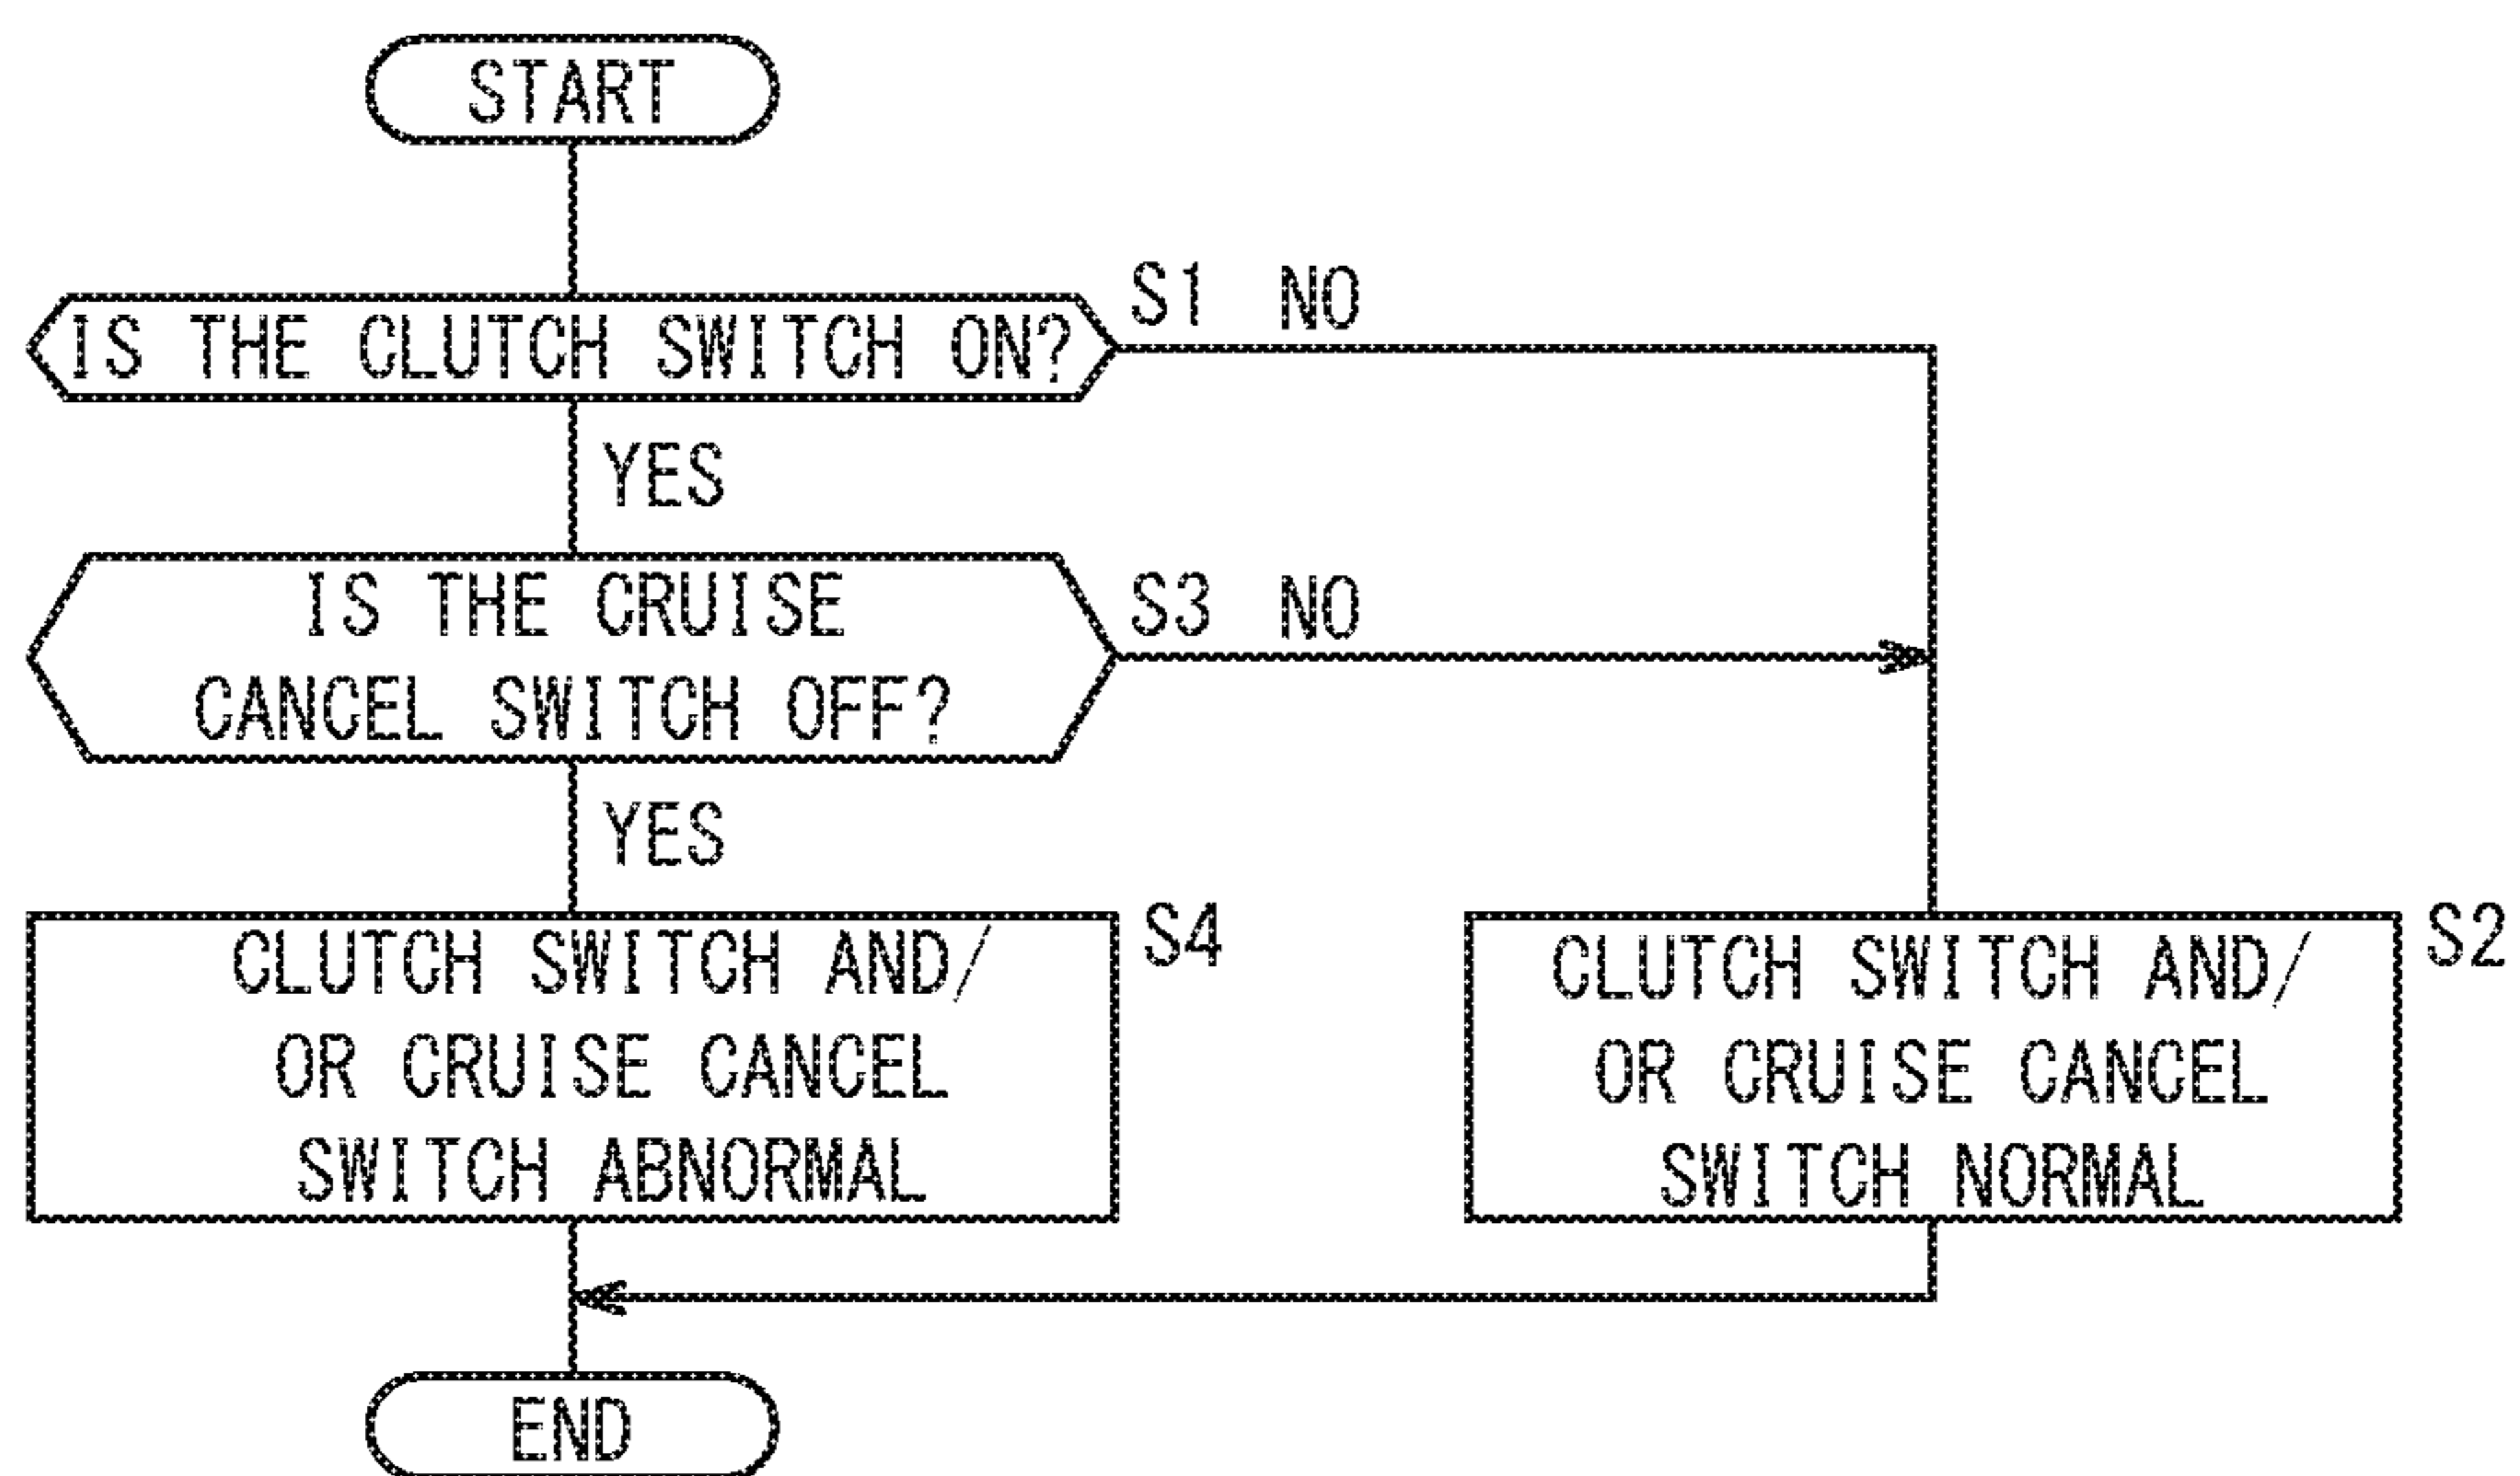 START
IS THE CLUTCH SWITCH ON?
S1 NO
YES
IS THE CRUISE
CANCEL SWITCH OFF?
S3 NO
YES
CLUTCH SWITCH AND/
OR CRUISE CANCEL
SWITCH ABNORMAL
S4
CLUTCH SWITCH AND/
OR CRUISE CANCEL
SWITCH NORMAL
S2
END